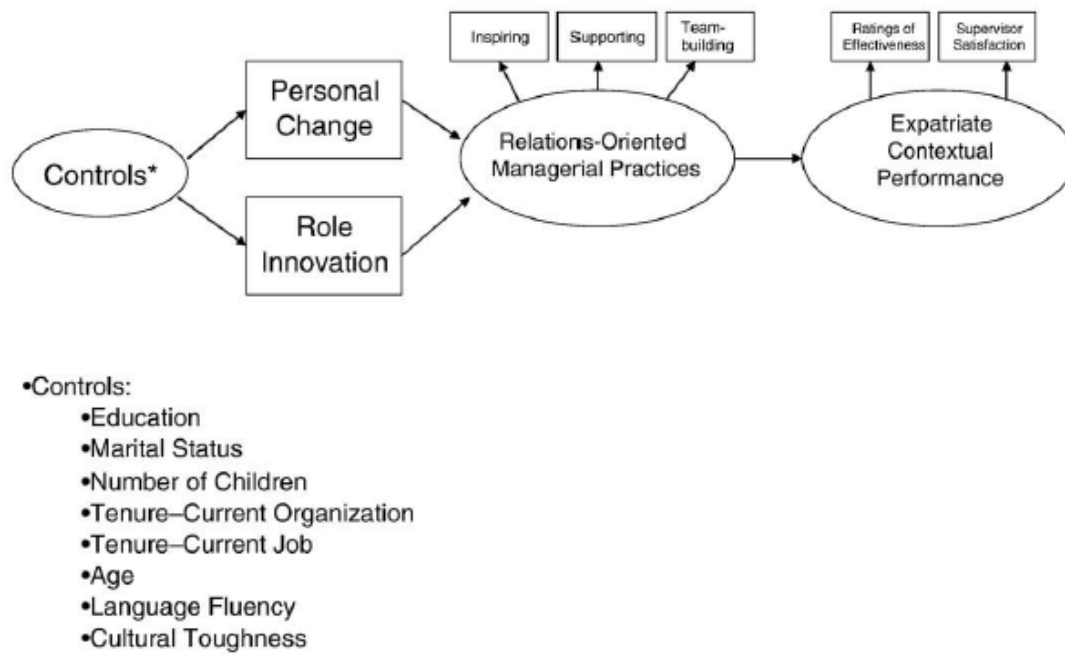 Inspiring
Supporting
Team-
building
Ratings of
Effectiveness
Supervisor
Satisfaction
Personal
Change
Relations-Oriented
Managerial Practices
Expatriate
Contextual
Performance
Controls*
Role
Innovation
•Controls:
•Education
•Marital Status
•Number of Children
•Tenure–Current Organization
•Tenure–Current Job
•Age
•Language Fluency
•Cultural Toughness